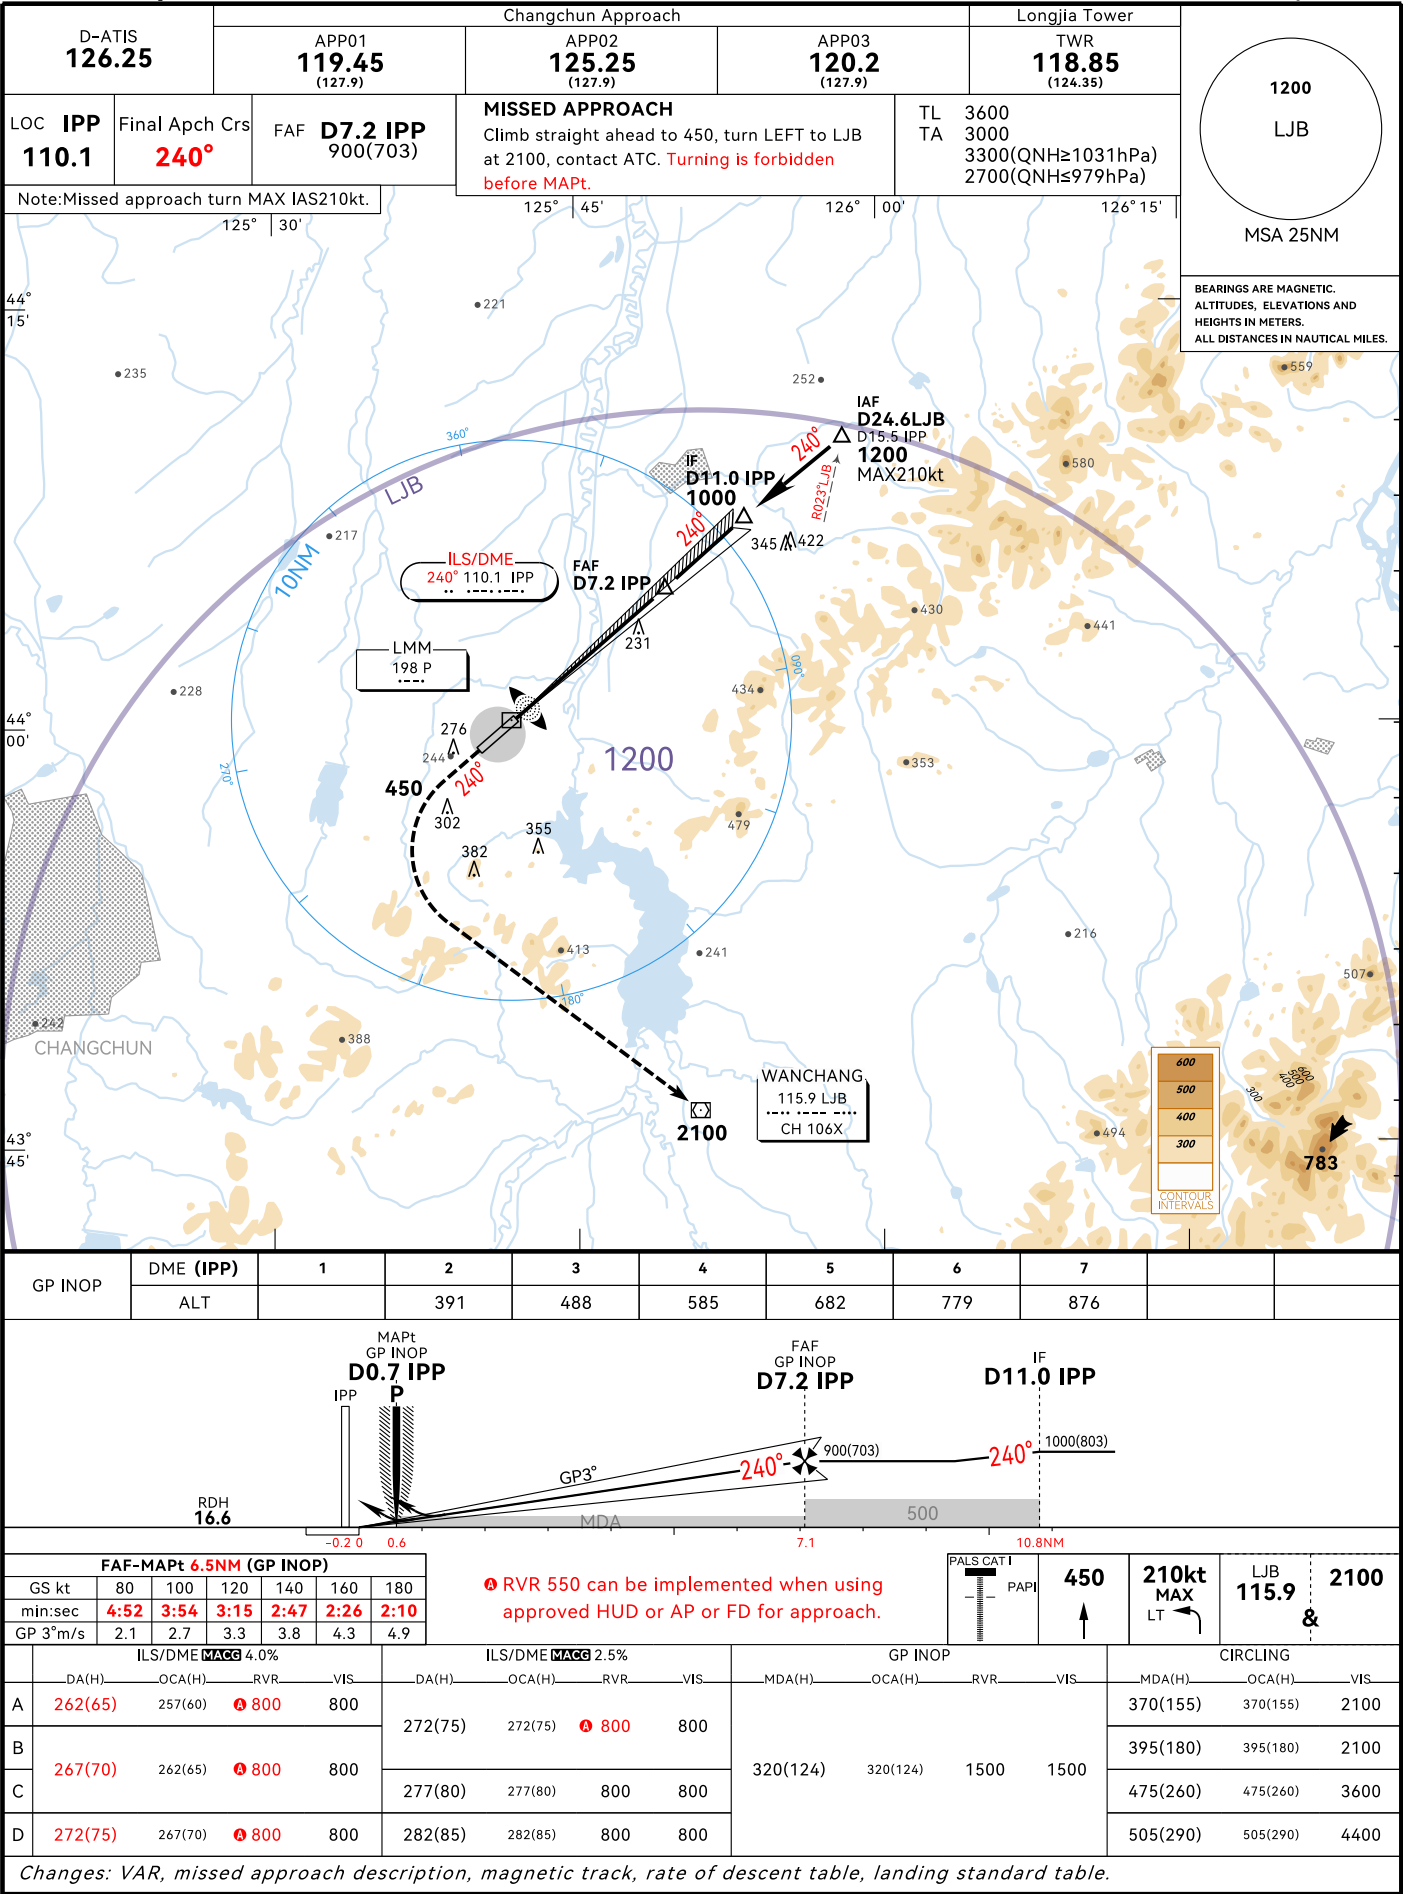 D-ATIS
126.25
Changchun Approach
APP01
119.45
(127.9)
APP02
125.25
(127.9)
APP03
120.2
(127.9)
Longjia Tower
TWR
118.85
(124.35)
LOC IPP
110.1
Final Apch Crs
240°
FAF D7.2 IPP
900(703)
MISSED APPROACH
Climb straight ahead to 450, turn LEFT to LJB
at 2100, contact ATC. Turning is forbidden
before MAPt.
TL 3600
TA 3000
3300(QNH≥1031hPa)
2700(QNH≤979hPa)
Note:Missed approach turn MAX IAS210kt.
1200
LJB
MSA 25NM
BEARINGS ARE MAGNETIC.
ALTITUDES, ELEVATIONS AND
HEIGHTS IN METERS.
ALL DISTANCES IN NAUTICAL MILES.
125° 30'
125° 45'
126° 00'
126° 15'
44°
15'
221
235
252
559
IAF
D24.6LJB
D15.5 IPP
1200
MAX210kt
240°
R023°LJB
580
360°
LJB
IF
D11.0 IPP
1000
240°
217
345
422
10NM
ILS/DME
240° 110.1 IPP
·· ·--·--·
FAF
D7.2 IPP
430
441
231
LMM
198 P
·--·
090°
228
434
44°
00'
276
244
1200
353
270°
240°
450
302
355
479
382
216
413
241
507
180°
242
CHANGCHUN
388
WANCHANG
115.9 LJB
·-·· ·--- -···
CH 106X
2100
600
500
400
300
CONTOUR
INTERVALS
600
500
400
300
494
783
43°
45'
GP INOP
DME (IPP) 1 2 3 4 5 6 7
ALT 391 488 585 682 779 876
MAPt
GP INOP
D0.7 IPP
P
IPP
FAF
GP INOP
D7.2 IPP
IF
D11.0 IPP
900(703)
1000(803)
240°
240°
GP3°
RDH
16.6
MDA
500
-0.2 0 0.6 7.1 10.8NM
FAF-MAPt 6.5NM (GP INOP)
GS kt 80 100 120 140 160 180
min:sec 4:52 3:54 3:15 2:47 2:26 2:10
GP 3°m/s 2.1 2.7 3.3 3.8 4.3 4.9
A RVR 550 can be implemented when using
approved HUD or AP or FD for approach.
PALS CAT I
PAPI
450
210kt
MAX
LT
LJB
115.9
&
2100
ILS/DME MACG 4.0%
DA(H) OCA(H) RVR VIS
ILS/DME MACG 2.5%
DA(H) OCA(H) RVR VIS
GP INOP
MDA(H) OCA(H) RVR VIS
CIRCLING
MDA(H) OCA(H) VIS
A 262(65) 257(60) A 800 800
272(75) 272(75) A 800 800
370(155) 370(155) 2100
B
267(70) 262(65) A 800 800
320(124) 320(124) 1500 1500
395(180) 395(180) 2100
C
277(80) 277(80) 800 800
475(260) 475(260) 3600
D 272(75) 267(70) A 800 800
282(85) 282(85) 800 800
505(290) 505(290) 4400
Changes: VAR, missed approach description, magnetic track, rate of descent table, landing standard table.